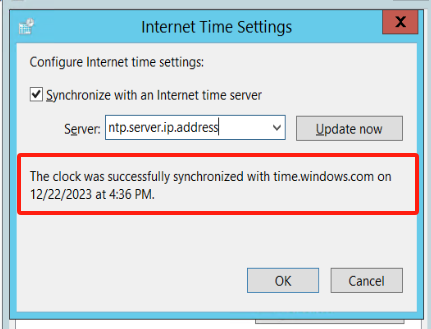 Internet Time Settings
X
Configure Internet time settings:
Synchronize with an Internet time server
Server: ntp.server.ip.address Update now
The clock was successfully synchronized with time.windows.com on
12/22/2023 at 4:36 PM.
OK Cancel